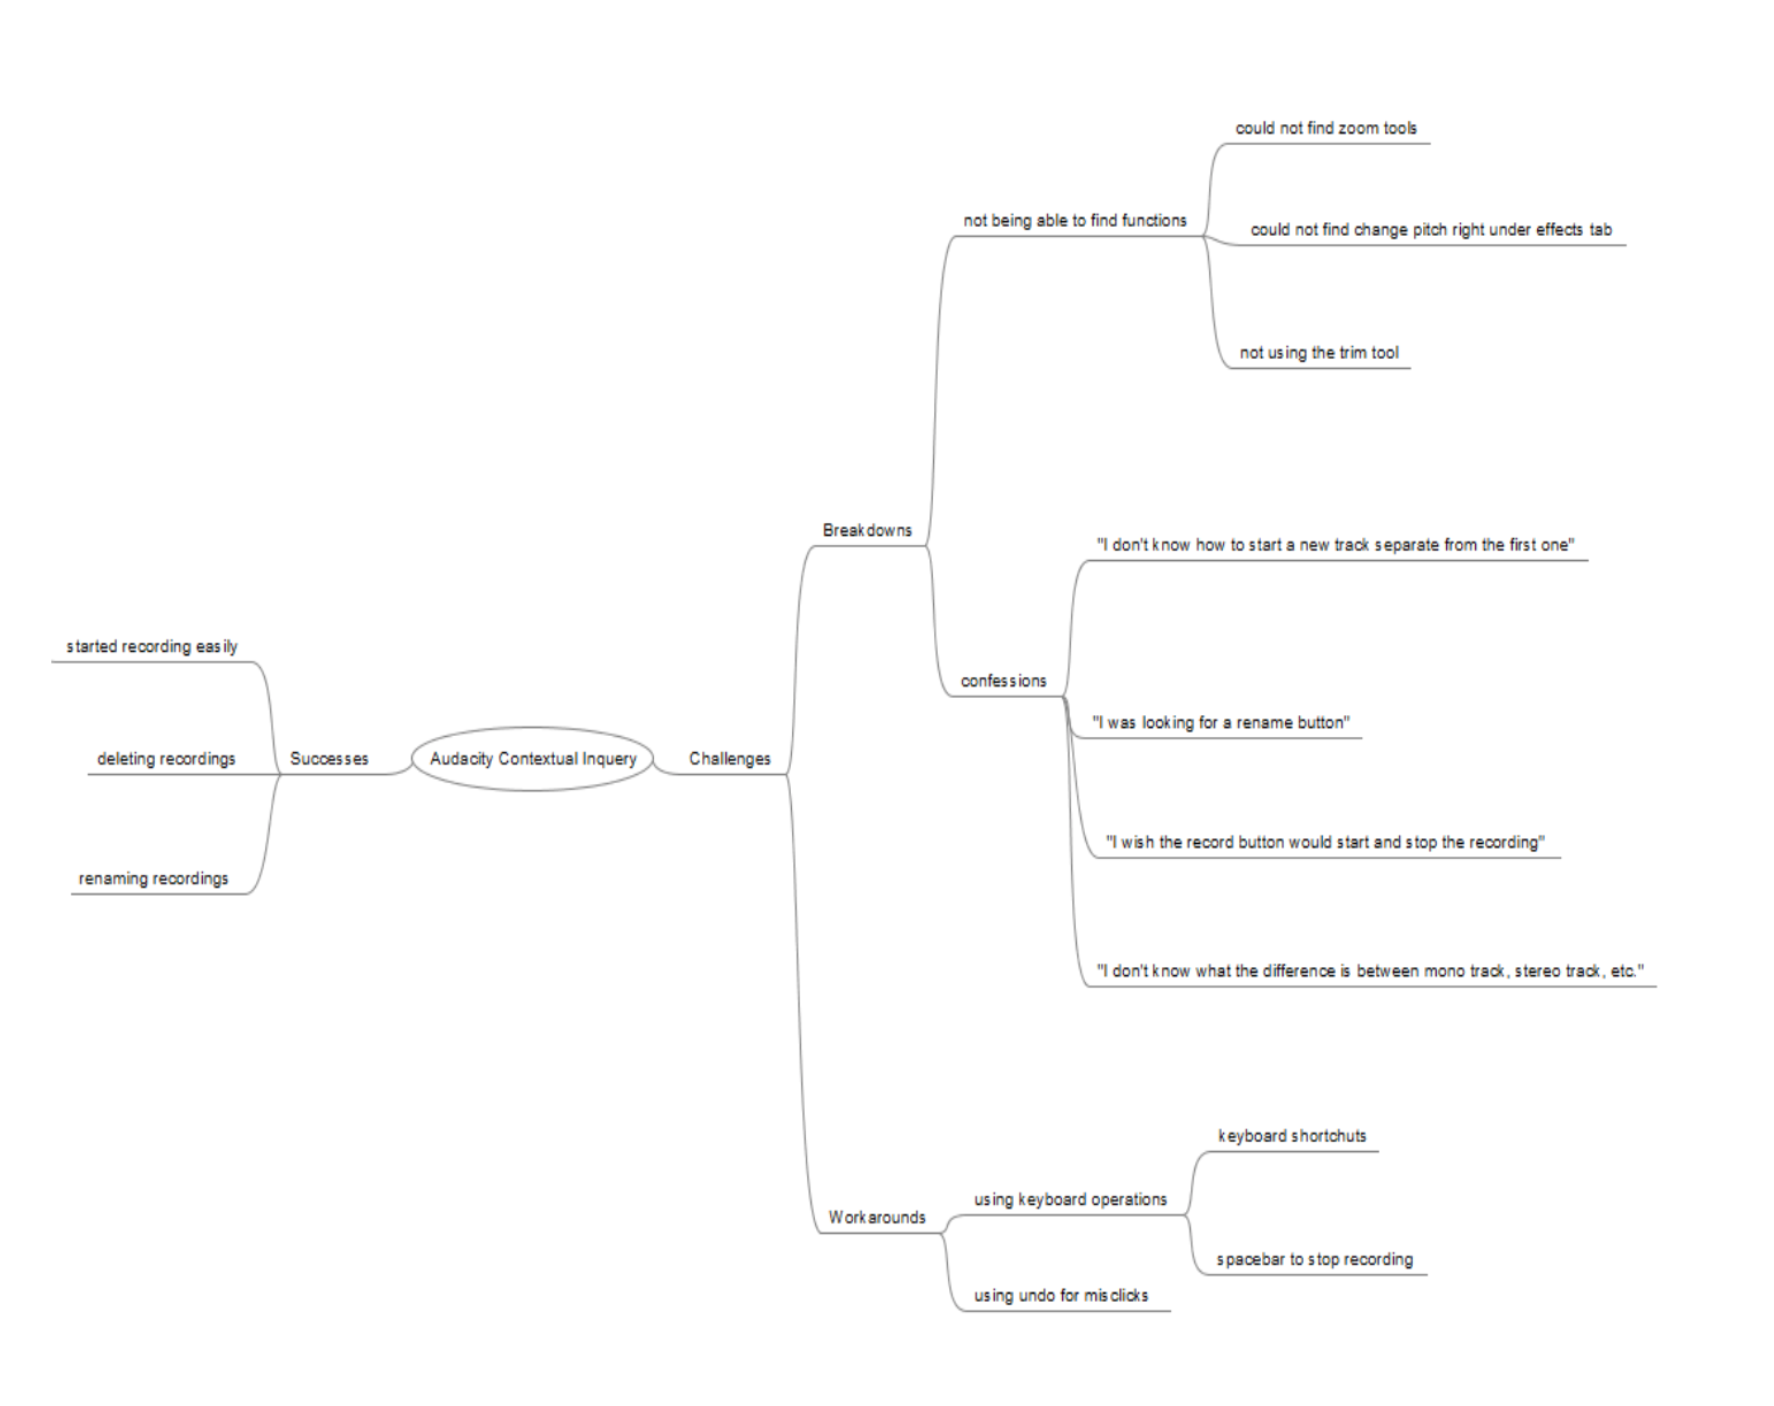 could not find zoom tools
not being able to find functions
could not find change pitch right under effects tab
not using the trim tool
Breakdowns
"I don't know how to start a new track separate from the first one"
started recording easily
confessions
"I was looking for a rename button"
deleting recordings
Successes
Audacity Contextual Inquery
Challenges
"I wish the record button would start and stop the recording"
renaming recordings
"I don't know what the difference is between mono track, stereo track, etc."
keyboard shortchuts
using keyboard operations
Workarounds
spacebar to stop recording
using undo for misclicks